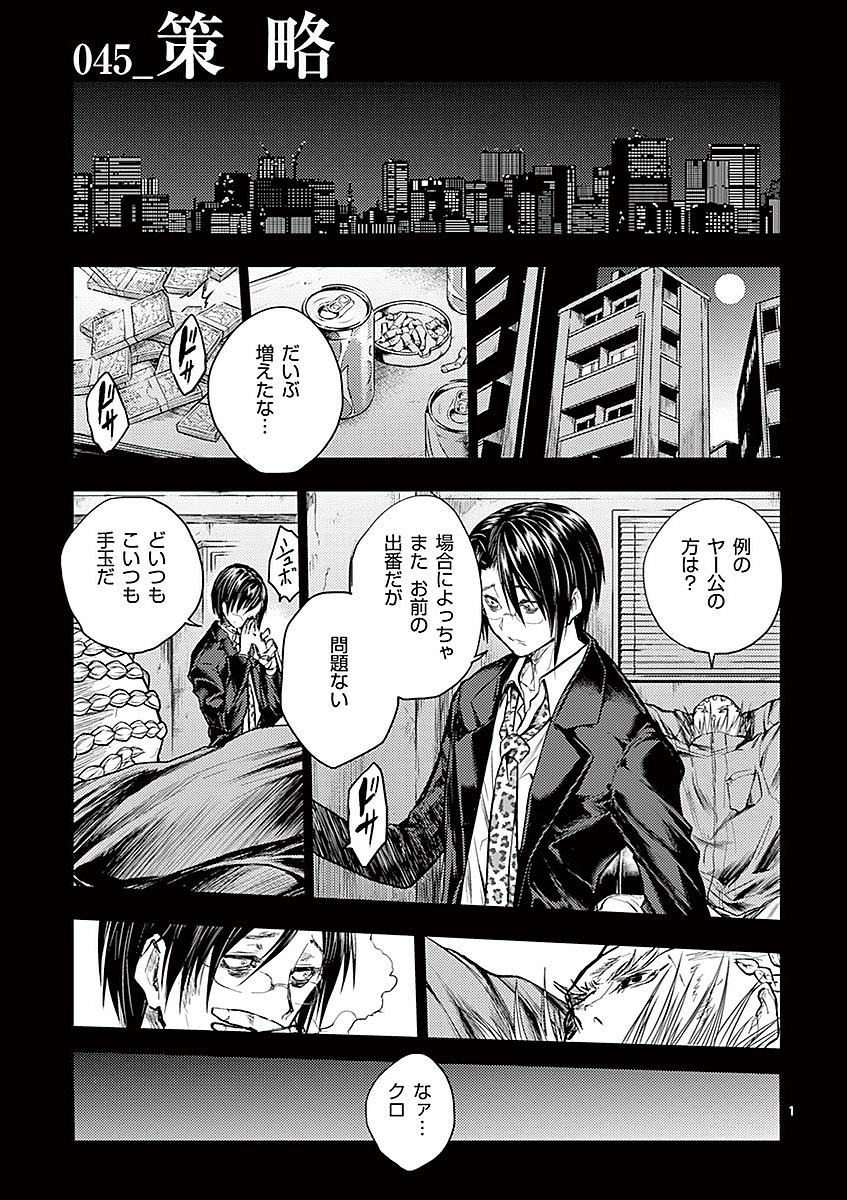 045_策略
だいぶ
増えたな…
ドサ
ドサ
例の
ヤー公の
方は?
場合によっちゃ
また お前の
出番だが
問題ない
ドサ
シュボ
どいつも
こいつも
手玉だ
なァ…
クロ
1